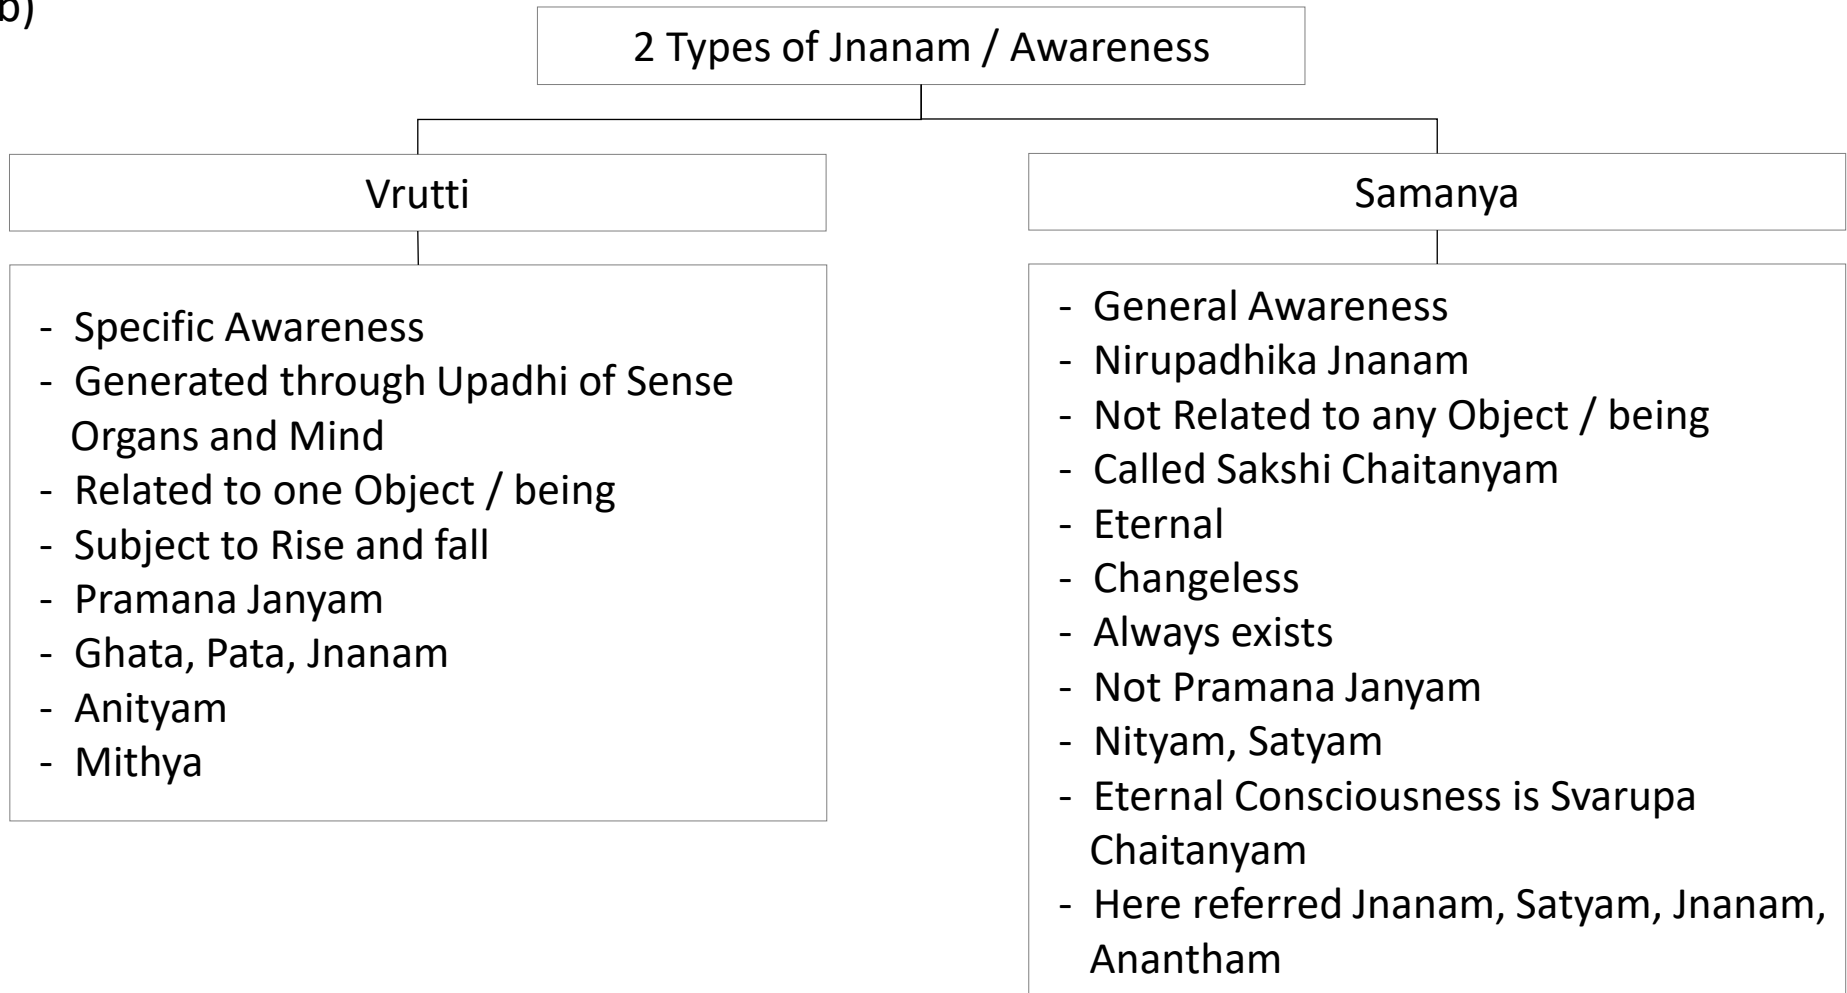 b)
2 Types of Jnanam / Awareness
Vrutti
- Specific Awareness
- Generated through Upadhi of Sense
Organs and Mind
- Related to one Object / being
- Subject to Rise and fall
- Pramana Janyam
- Ghata, Pata, Jnanam
- Anityam
- Mithya
Samanya
- General Awareness
- Nirupadhika Jnanam
- Not Related to any Object / being
- Called Sakshi Chaitanyam
- Eternal
- Changeless
- Always exists
- Not Pramana Janyam
- Nityam, Satyam
- Eternal Consciousness is Svarupa
Chaitanyam
- Here referred Jnanam, Satyam, Jnanam,
Anantham